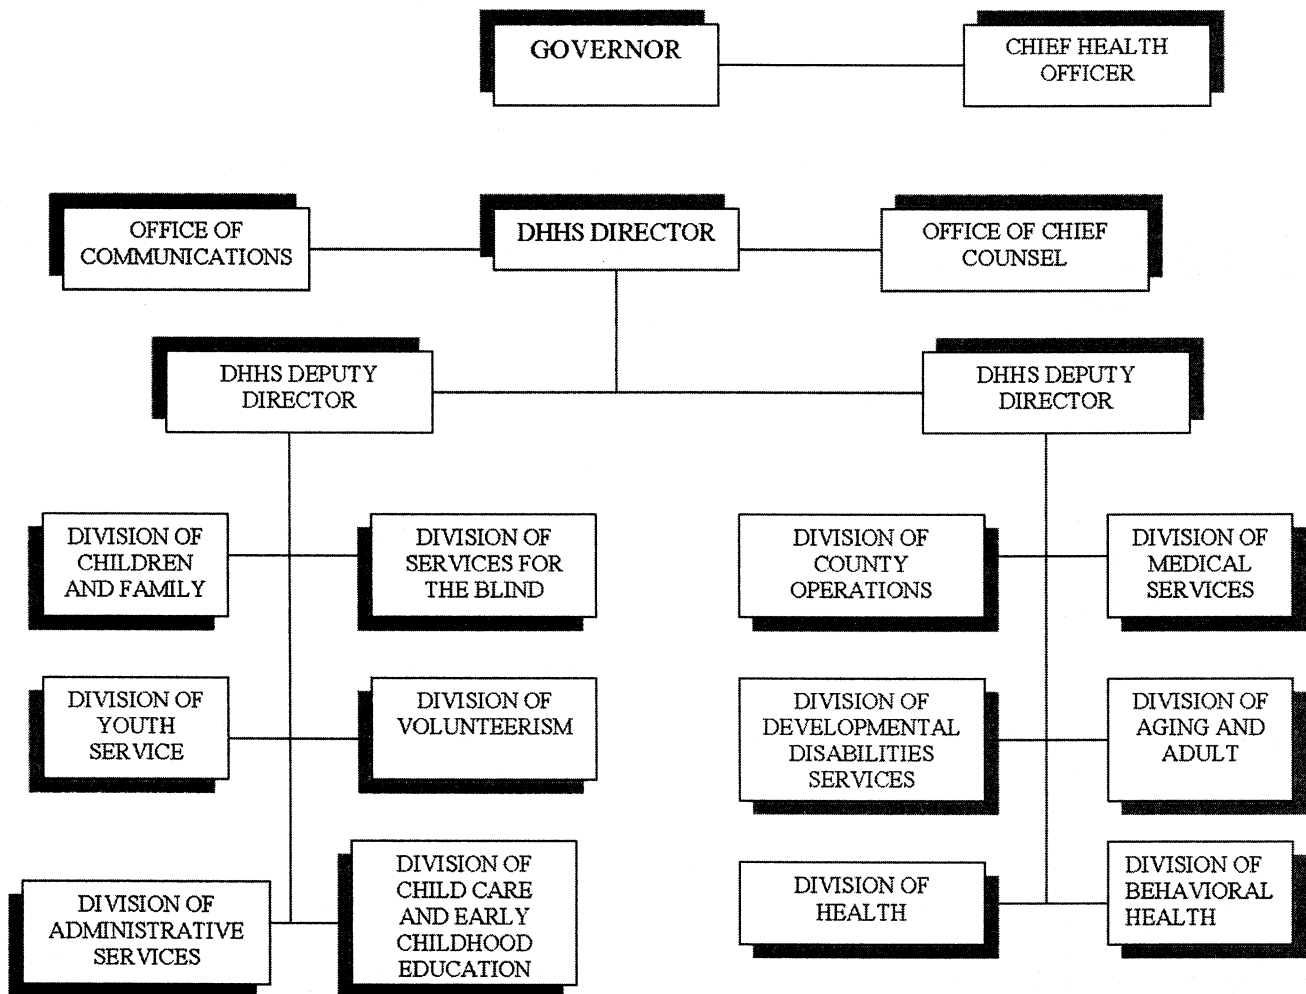 GOVERNOR
CHIEF HEALTH
OFFICER
OFFICE OF
COMMUNICATIONS
DHHS DIRECTOR
OFFICE OF CHIEF
COUNSEL
DHHS DEPUTY
DIRECTOR
DHHS DEPUTY
DIRECTOR
DIVISION OF
CHILDREN
AND FAMILY
DIVISION OF
SERVICES FOR
THE BLIND
DIVISION OF
COUNTY
OPERATIONS
DIVISION OF
MEDICAL
SERVICES
DIVISION OF
YOUTH
SERVICE
DIVISION OF
VOLUNTEERISM
DIVISION OF
DEVELOPMENTAL
DISABILITIES
SERVICES
DIVISION OF
AGING AND
ADULT
DIVISION OF
ADMINISTRATIVE
SERVICES
DIVISION OF
CHILD CARE
AND EARLY
CHILDHOOD
EDUCATION
DIVISION OF
HEALTH
DIVISION OF
BEHAVIORAL
HEALTH